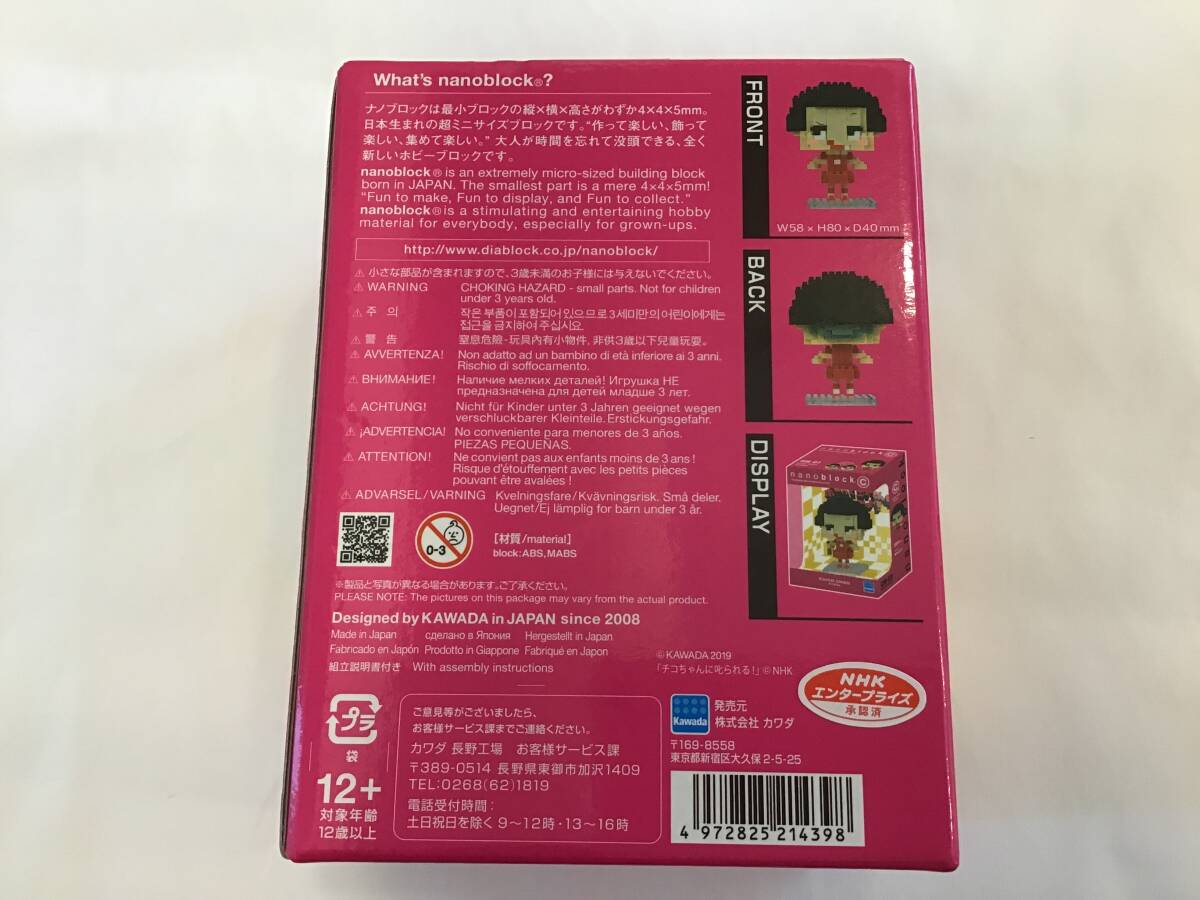 What's nanoblock®?
ナノブロックは最小ブロックの縦×横×高さがわずか4×4×5mm。
日本生まれの超ミニサイズブロックです。“作って楽しい、飾って
楽しい、集めて楽しい。” 大人が時間を忘れて没頭できる、全く
新しいホビーブロックです。
nanoblock® is an extremely micro-sized building block
born in JAPAN. The smallest part is a mere 4×4×5mm!
“Fun to make, Fun to display, and Fun to collect.”
nanoblock® is a stimulating and entertaining hobby
material for everybody, especially for grown-ups.
http://www.diablock.co.jp/nanoblock/
⚠ 小さな部品が含まれますので、3歳未満のお子様には与えないでください。
⚠ WARNING CHOKING HAZARD - small parts. Not for children
under 3 years old.
⚠ 주 의 작은 부품이 포함되어 있으므로 3세미만의 어린이에게는
접근을 금지하여 주십시오.
⚠ 警 告 窒息危險-玩具內有小物件, 非供3歲以下兒童玩耍。
⚠ AVVERTENZA! Non adatto ad un bambino di età inferiore ai 3 anni.
Rischio di soffocamento.
⚠ ВНИМАНИЕ! Наличие мелких деталей! Игрушка НЕ
предназначена для детей младше 3 лет.
⚠ ACHTUNG! Nicht für Kinder unter 3 Jahren geeignet wegen
verschluckbarer Kleinteile. Erstickungsgefahr.
⚠ ¡ADVERTENCIA! No conveniente para menores de 3 años.
PIEZAS PEQUEÑAS.
⚠ ATTENTION! Ne convient pas aux enfants moins de 3 ans !
Risque d'étouffement avec les petits pièces
pouvant être avalées !
⚠ ADVARSEL/VARNING Kvelningsfare/Kvävningsrisk. Små deler.
Uegnet/Ej lämplig for barn under 3 år.
0-3
【材質/material】
block:ABS,MABS
※製品と写真が異なる場合があります。ご了承ください。
PLEASE NOTE: The pictures on this package may vary from the actual product.
Designed by KAWADA in JAPAN since 2008
Made in Japan сделано в Японии Hergestellt in Japan
Fabricado en Japón Prodotto in Giappone Fabriqué en Japon
組立説明書付き With assembly instructions
プラ
袋
12+
対象年齢
12歳以上
ご意見等がございましたら、
お客様サービス課までご連絡ください。
カワダ 長野工場 お客様サービス課
〒389-0514 長野県東御市加沢1409
TEL:0268(62)1819
電話受付時間:
土日祝日を除く 9～12時・13～16時
FRONT
W58 × H80 × D40mm
BACK
DISPLAY
nanoblock©
©KAWADA 2019
「チコちゃんに叱られる!」©NHK
NHK
エンタープライズ
承認済
Kawada
発売元
株式会社 カワダ
〒169-8558
東京都新宿区大久保2-5-25
4 972825 214398